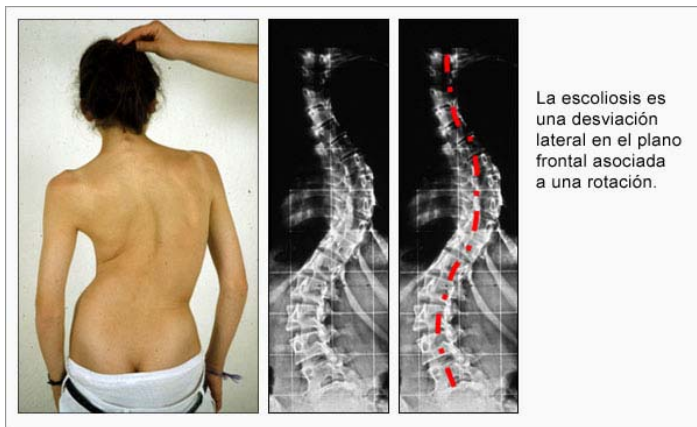 La escoliosis es
una desviación
lateral en el plano
frontal asociada
a una rotación.